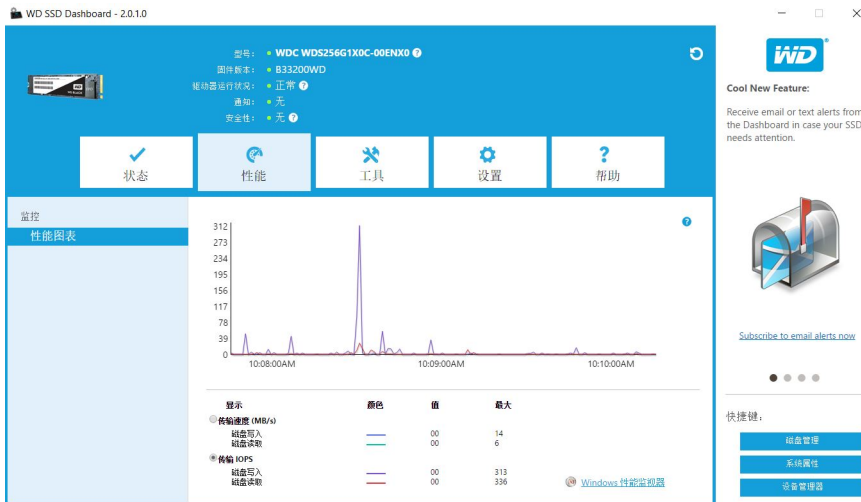 WD SSD Dashboard - 2.0.1.0
型号: WDC WDS256G1X0C-00ENX0 ?
固件版本: B33200WD
驱动器运行状况: 正常 ?
通知: 无
安全性: 无 ?
状态
性能
工具
设置
? 帮助
监控
性能图表
?
312
273
234
195
156
117
78
39
0
10:08:00AM 10:09:00AM 10:10:00AM
显示 颜色 值 最大
传输速度 (MB/s)
磁盘写入 00 14
磁盘读取 00 6
传输 IOPS
磁盘写入 00 313
磁盘读取 00 336
Windows 性能监视器
WD
Cool New Feature:
Receive email or text alerts from
the Dashboard in case your SSD
needs attention.
Subscribe to email alerts now
快捷键:
磁盘管理
系统属性
设备管理器